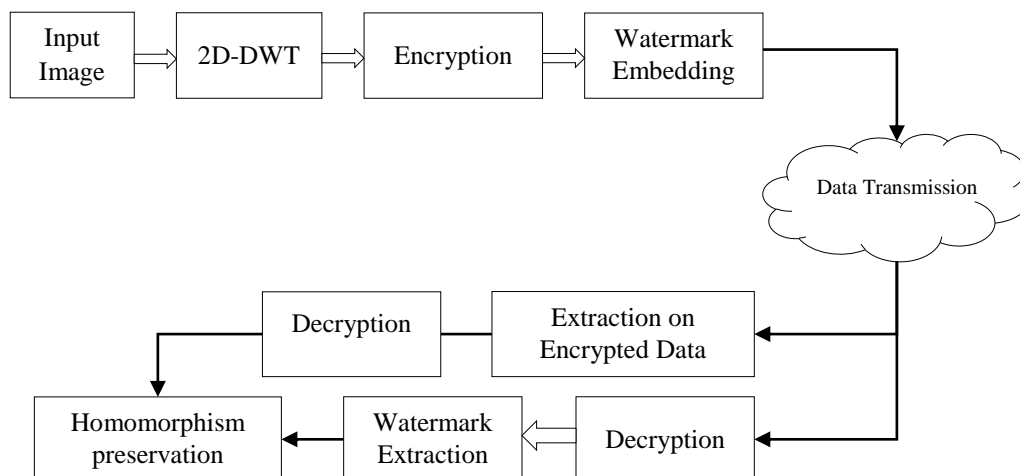 Input
Image
2D-DWT
Encryption
Watermark
Embedding
Data Transmission
Decryption
Extraction on
Encrypted Data
Homomorphism
preservation
Watermark
Extraction
Decryption